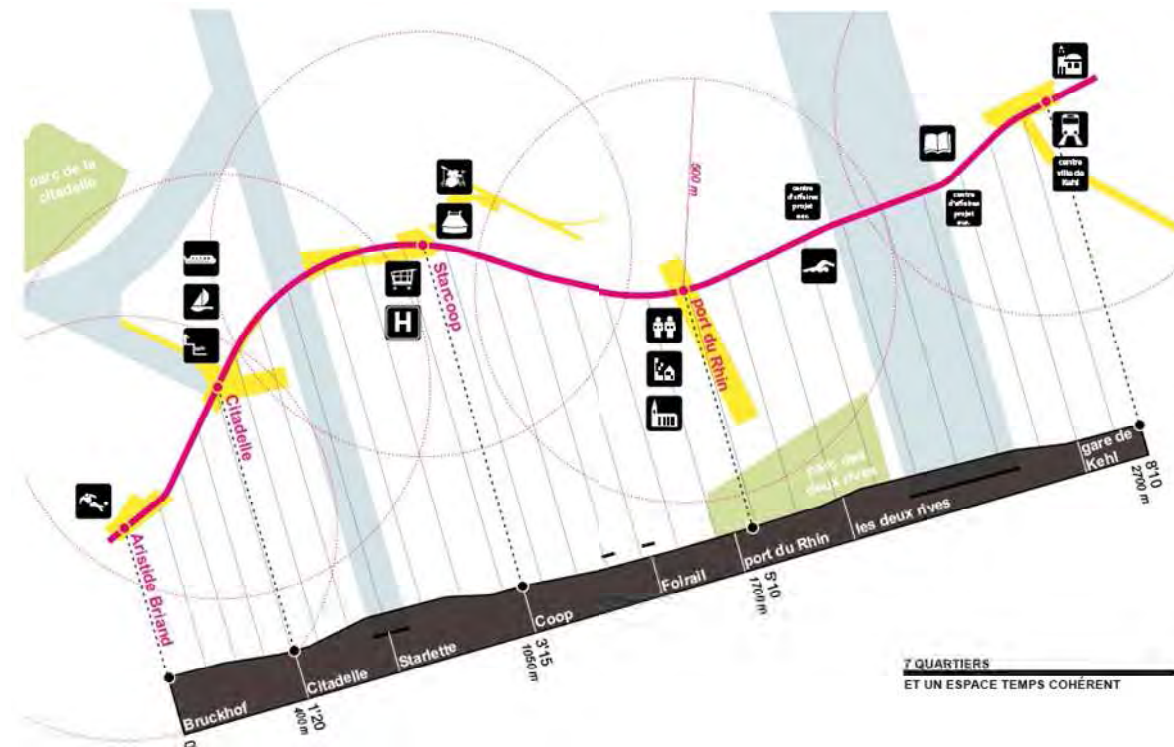 parc de la
citadelle
Aristide Briand
Citadelle
Starcoop
H
500 m
port du Rhin
centre
d'affaires
projet
centre
d'affaires
projet
centre
ville de
Kehl
parc des
deux rives
Bruckhof
Citadelle
Starlette
Coop
Foirail
port du Rhin
les deux rives
gare de
Kehl
1'20
400 m
3'15
1050 m
5'10
1700 m
8'10
2700 m
7 QUARTIERS
ET UN ESPACE TEMPS COHÉRENT